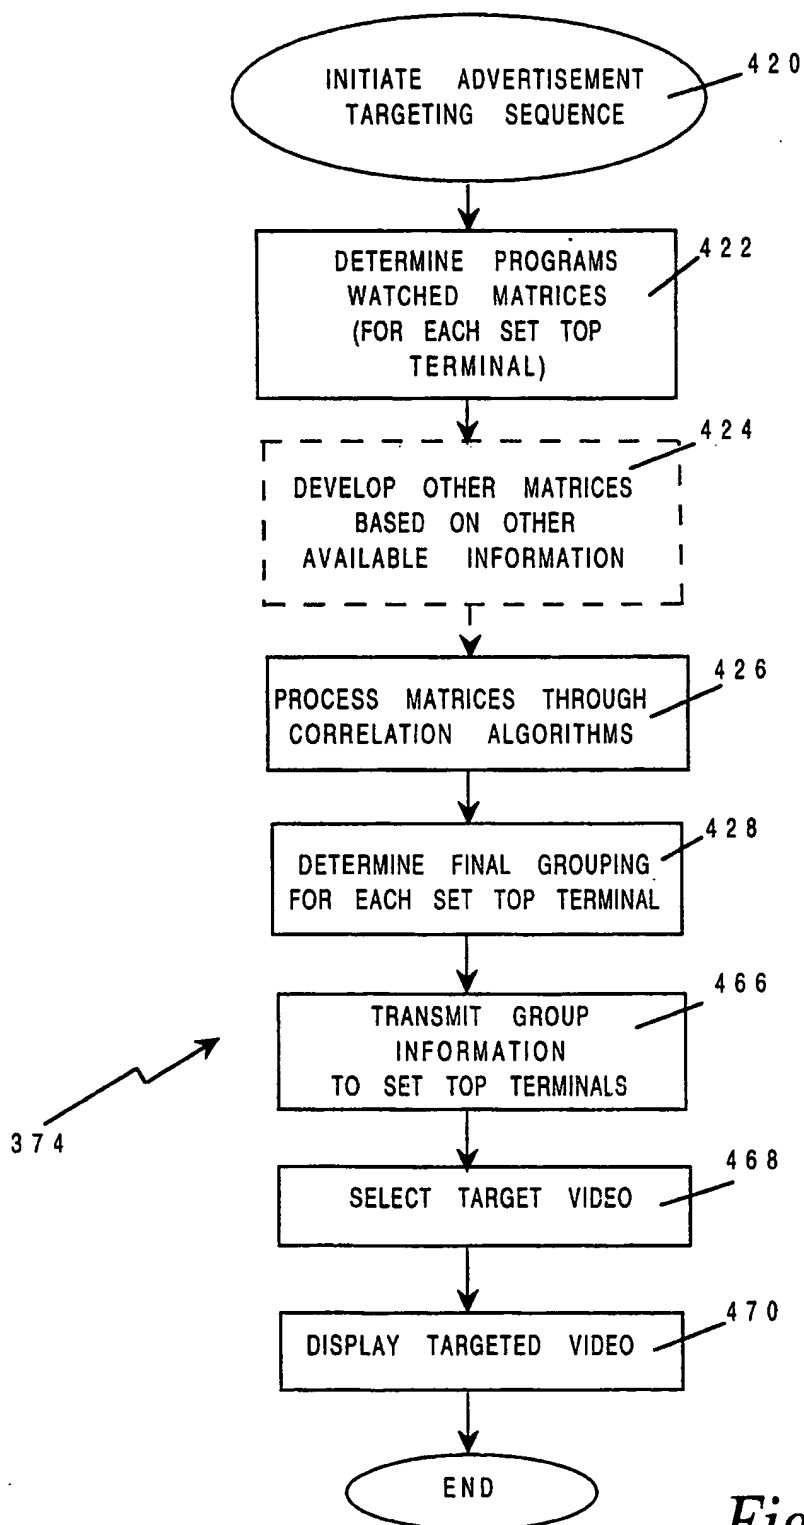 INITIATE ADVERTISEMENT
TARGETING SEQUENCE
420
DETERMINE PROGRAMS
WATCHED MATRICES
(FOR EACH SET TOP
TERMINAL)
422
DEVELOP OTHER MATRICES
BASED ON OTHER
AVAILABLE INFORMATION
424
PROCESS MATRICES THROUGH
CORRELATION ALGORITHMS
426
DETERMINE FINAL GROUPING
FOR EACH SET TOP TERMINAL
428
TRANSMIT GROUP
INFORMATION
TO SET TOP TERMINALS
466
374
SELECT TARGET VIDEO
468
DISPLAY TARGETED VIDEO
470
END
Fig